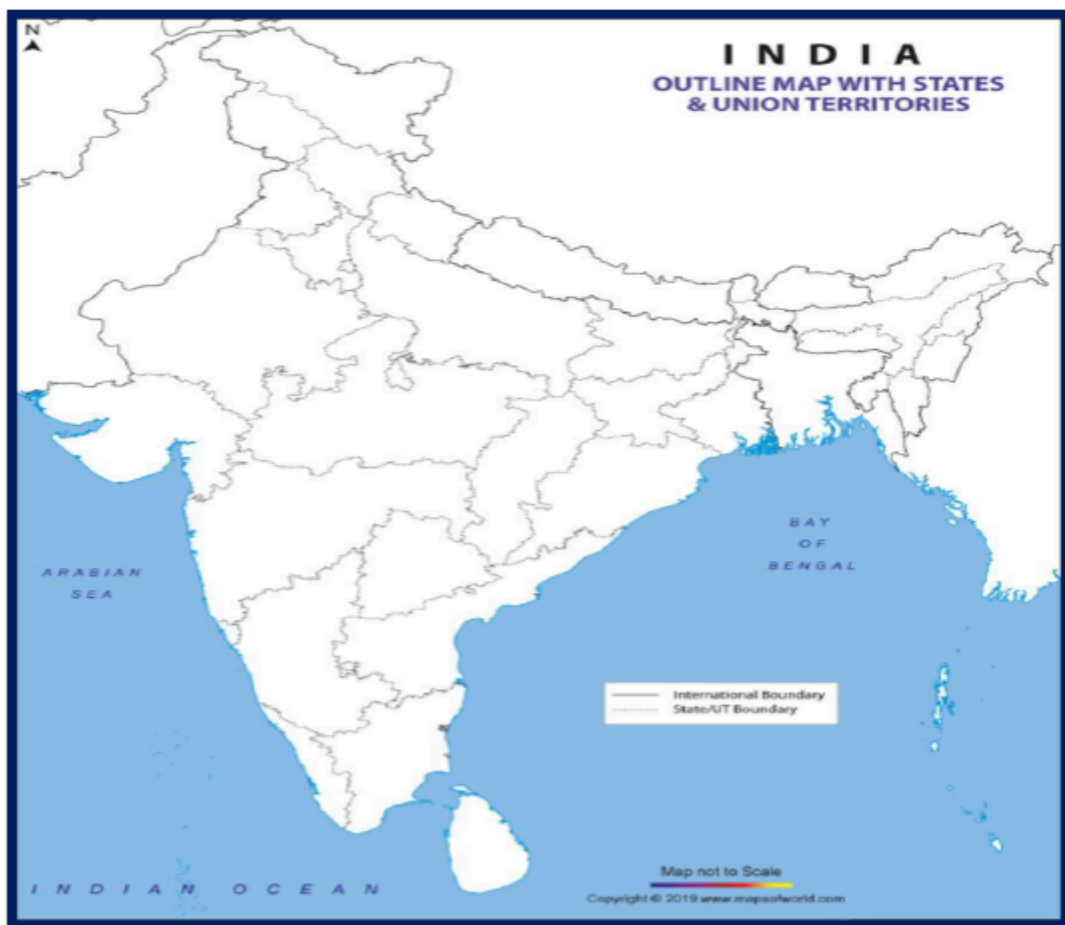 N
INDIA
OUTLINE MAP WITH STATES
& UNION TERRITORIES
BAY
OF
BENGAL
ARABIAN
SEA
International Boundary
State/UT Boundary
Map not to Scale
INDIAN OCEAN
Copyright © 2019 www.mapsofworld.com